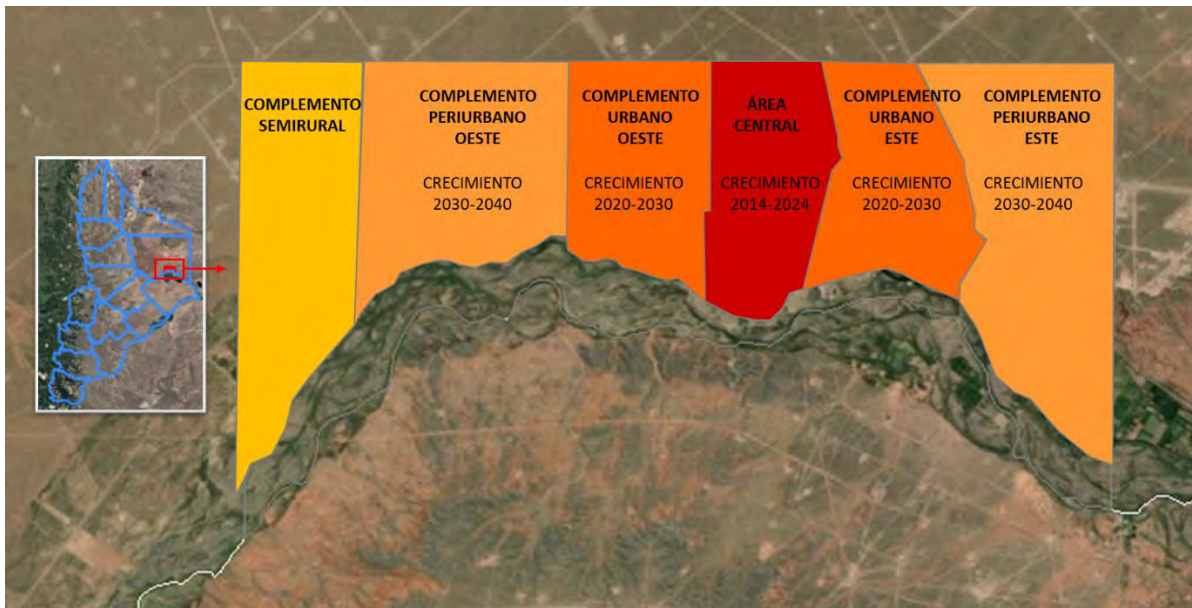 COMPLEMENTO
SEMIRURAL
COMPLEMENTO
PERIURBANO
OESTE
CRECIMIENTO
2030-2040
COMPLEMENTO
URBANO
OESTE
CRECIMIENTO
2020-2030
ÁREA
CENTRAL
CRECIMIENTO
2014-2024
COMPLEMENTO
URBANO
ESTE
CRECIMIENTO
2020-2030
COMPLEMENTO
PERIURBANO
ESTE
CRECIMIENTO
2030-2040